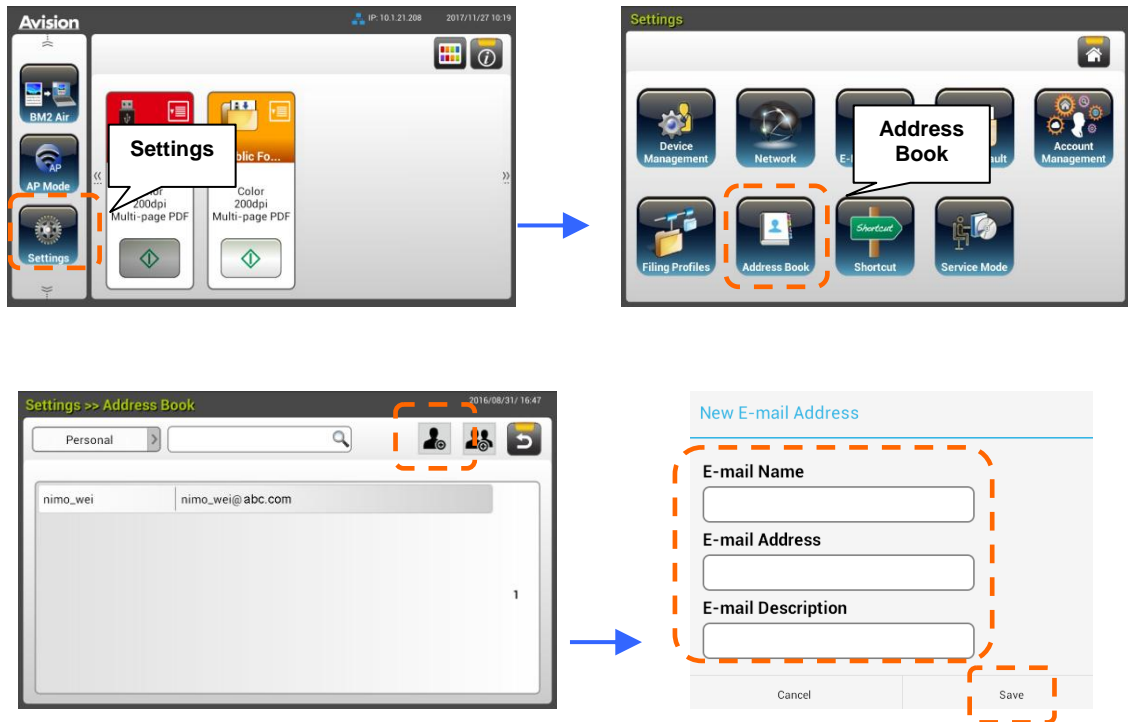 Avision
IP: 10.1.21.208
2017/11/27 10:19
BM2 Air
AP
AP Mode
Settings
Settings
blic Fo...
Color
200dpi
Multi-page PDF
Color
200dpi
Multi-page PDF
Settings
Device
Management
Network
E-
Address
Book
ault
Account
Management
Filing Profiles
Address Book
Shortcut
Shortcut
Service Mode
Settings >> Address Book
2016/08/31/ 16:47
Personal
nimo_wei
nimo_wei@abc.com
1
New E-mail Address
E-mail Name
E-mail Address
E-mail Description
Cancel
Save